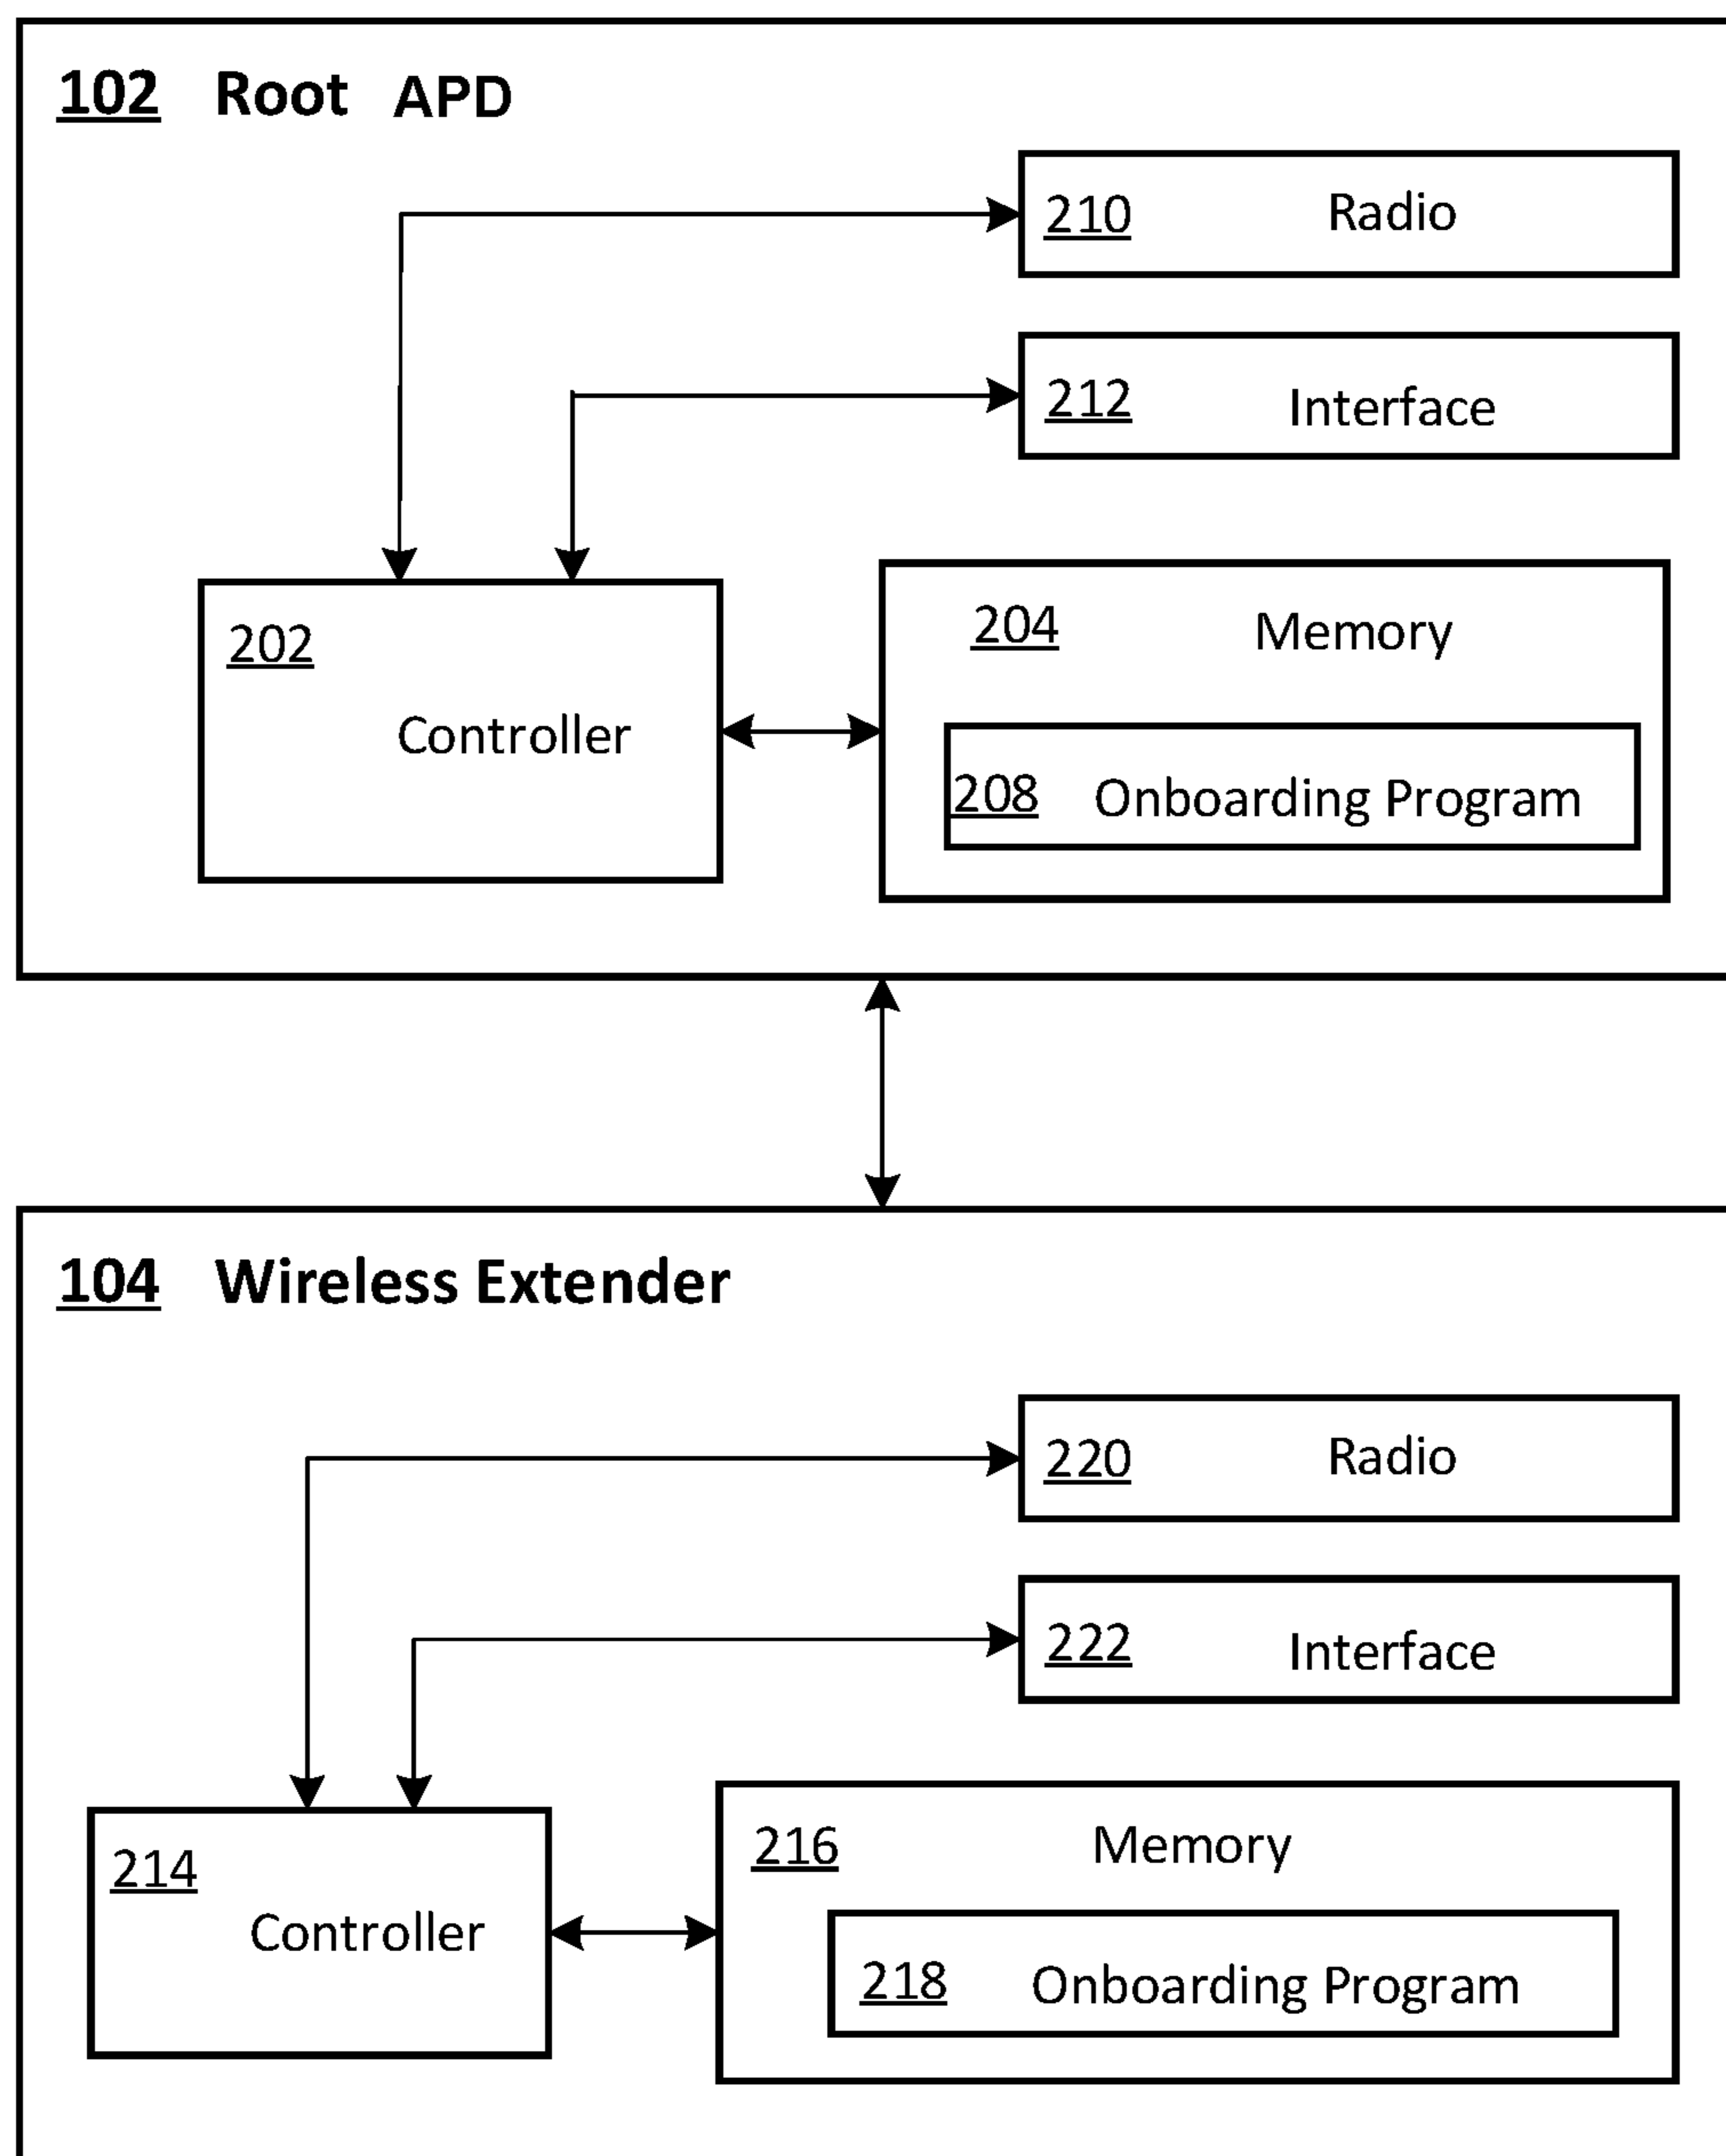 102 Root APD
210 Radio
212 Interface
202
Controller
204 Memory
208 Onboarding Program
104 Wireless Extender
220 Radio
222 Interface
214
Controller
216 Memory
218 Onboarding Program